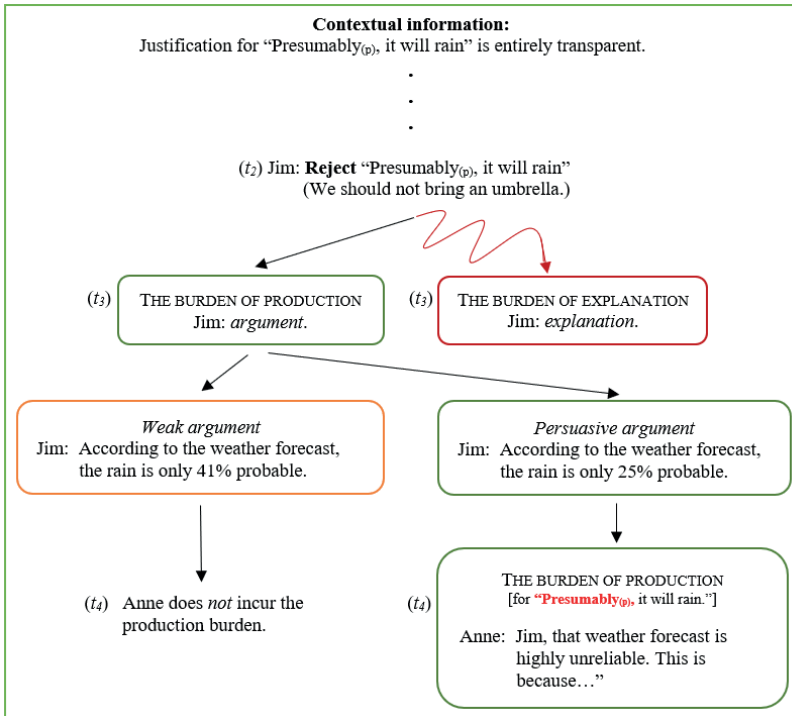 Contextual information:
Justification for “Presumably(p), it will rain” is entirely transparent.
.
.
.
(t2) Jim: Reject “Presumably(p), it will rain”
(We should not bring an umbrella.)
(t3) THE BURDEN OF PRODUCTION
Jim: argument.
(t3) THE BURDEN OF EXPLANATION
Jim: explanation.
Weak argument
Jim: According to the weather forecast,
the rain is only 41% probable.
Persuasive argument
Jim: According to the weather forecast,
the rain is only 25% probable.
(t4) Anne does not incur the
production burden.
(t4) THE BURDEN OF PRODUCTION
[for “Presumably(p), it will rain.”]
Anne: Jim, that weather forecast is
highly unreliable. This is
because…”